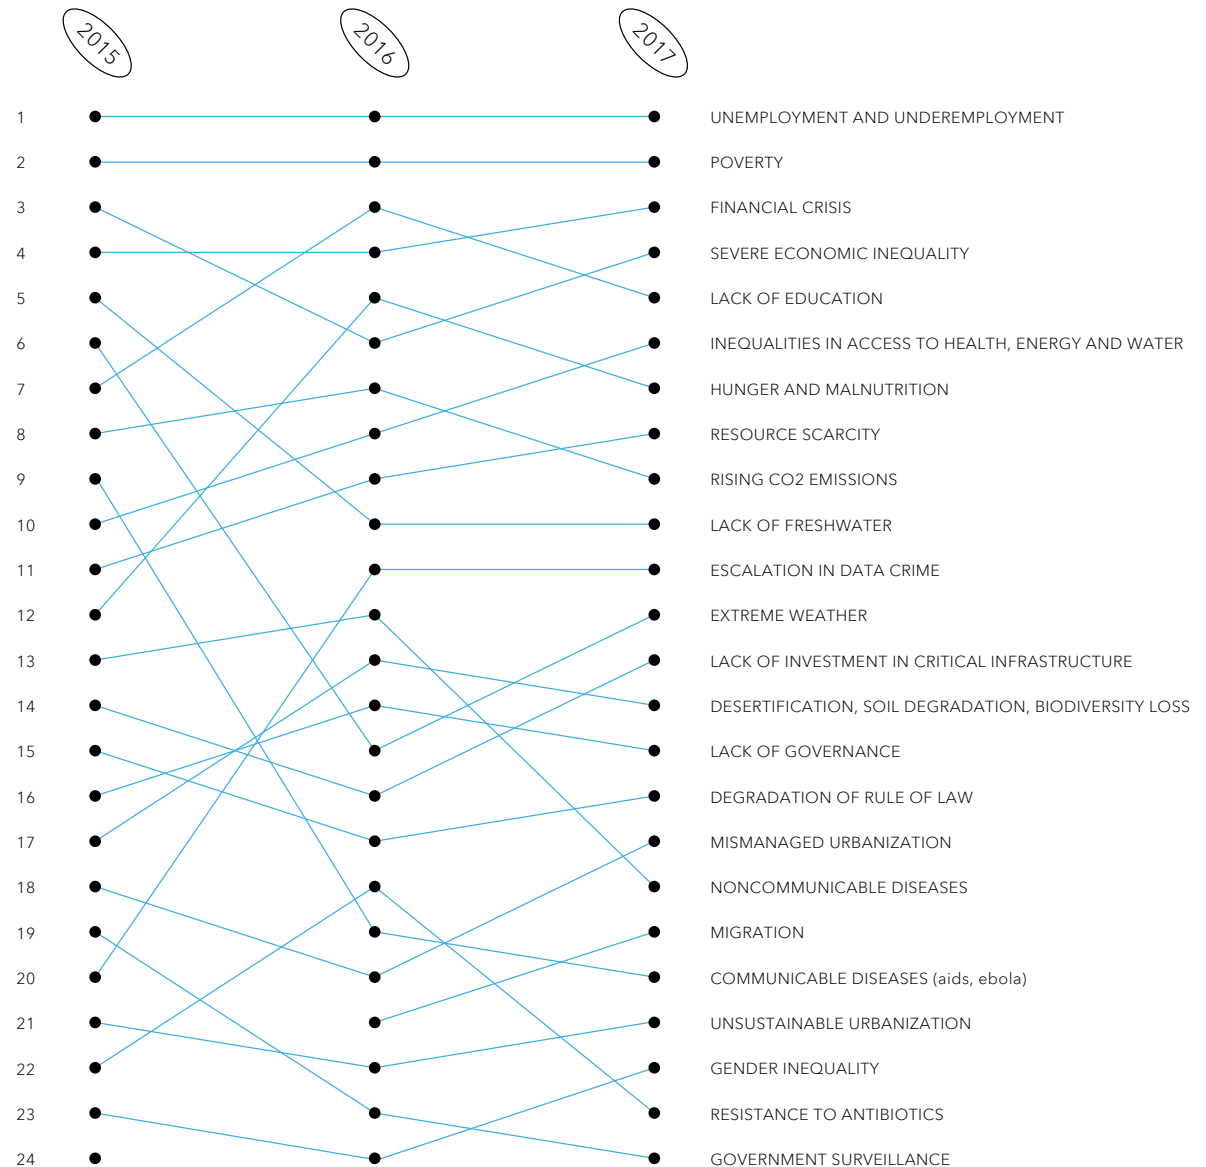 2015 2016 2017
1 UNEMPLOYMENT AND UNDEREMPLOYMENT
2 POVERTY
3 FINANCIAL CRISIS
4 SEVERE ECONOMIC INEQUALITY
5 LACK OF EDUCATION
6 INEQUALITIES IN ACCESS TO HEALTH, ENERGY AND WATER
7 HUNGER AND MALNUTRITION
8 RESOURCE SCARCITY
9 RISING CO2 EMISSIONS
10 LACK OF FRESHWATER
11 ESCALATION IN DATA CRIME
12 EXTREME WEATHER
13 LACK OF INVESTMENT IN CRITICAL INFRASTRUCTURE
14 DESERTIFICATION, SOIL DEGRADATION, BIODIVERSITY LOSS
15 LACK OF GOVERNANCE
16 DEGRADATION OF RULE OF LAW
17 MISMANAGED URBANIZATION
18 NONCOMMUNICABLE DISEASES
19 MIGRATION
20 COMMUNICABLE DISEASES (aids, ebola)
21 UNSUSTAINABLE URBANIZATION
22 GENDER INEQUALITY
23 RESISTANCE TO ANTIBIOTICS
24 GOVERNMENT SURVEILLANCE